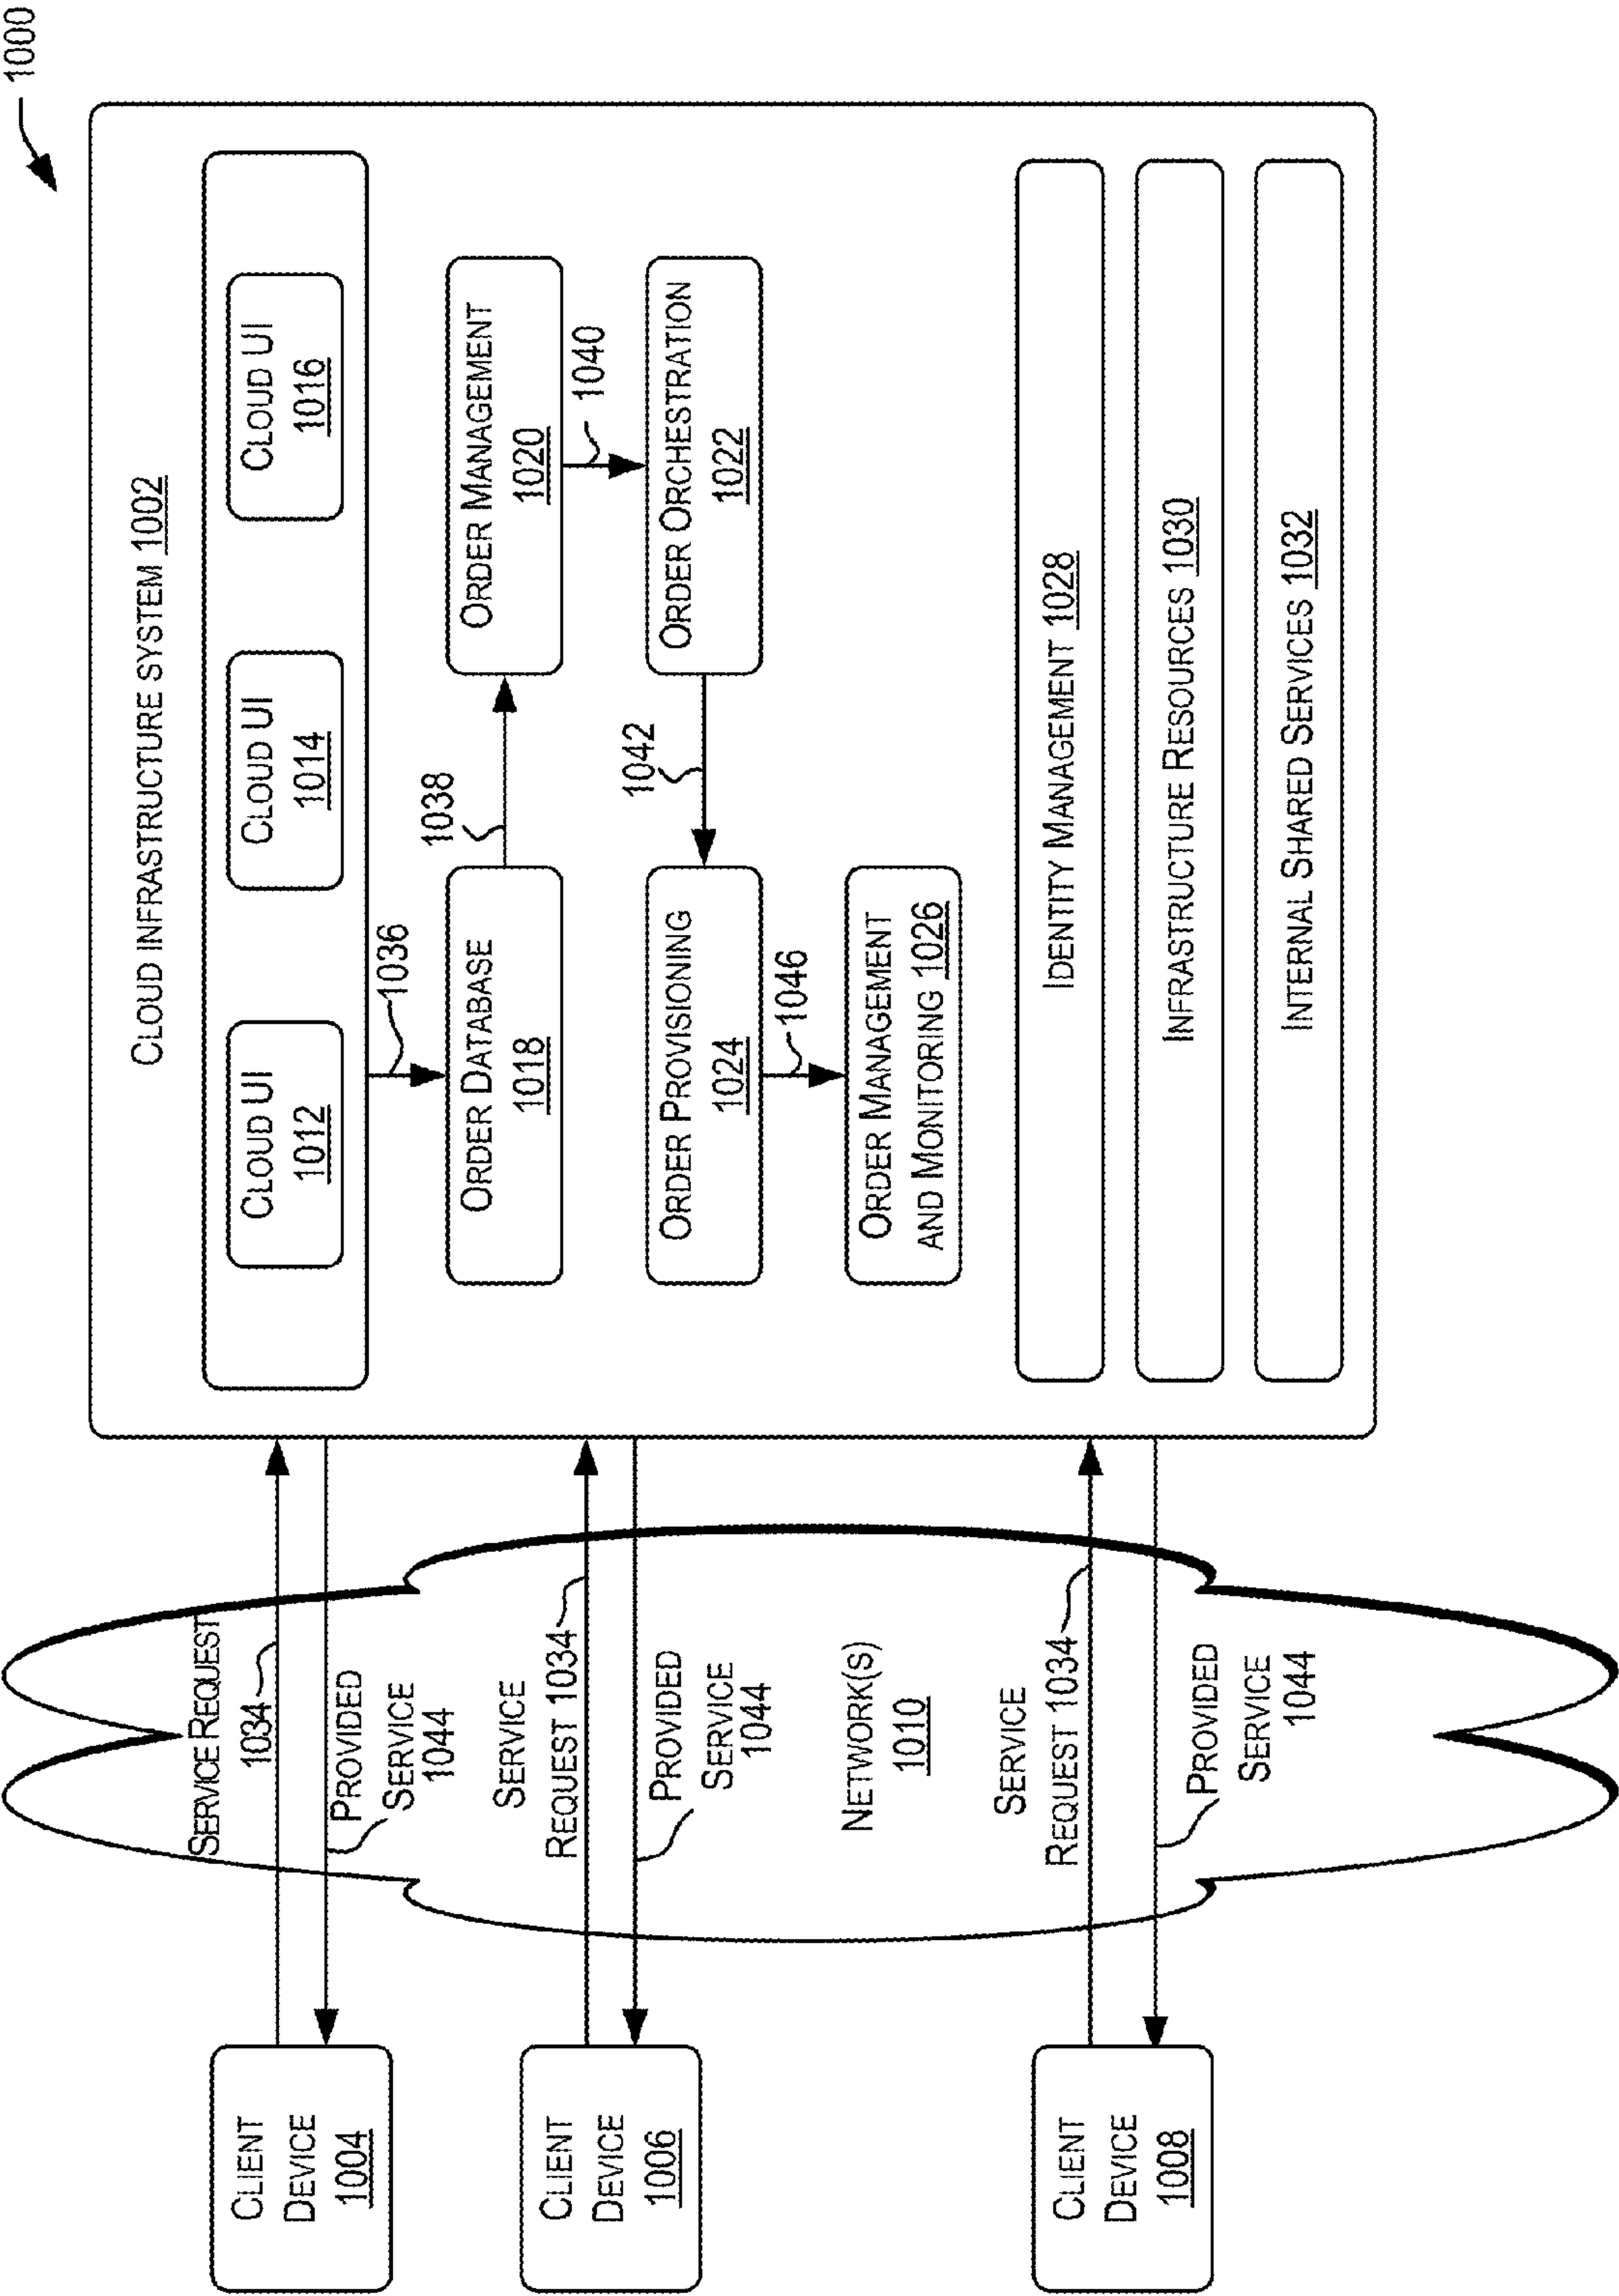 1000
CLOUD INFRASTRUCTURE SYSTEM 1002
CLOUD UI
1012
CLOUD UI
1014
CLOUD UI
1016
1036
ORDER DATABASE
1018
1038
ORDER MANAGEMENT
1020
1040
ORDER PROVISIONING
1024
1042
ORDER ORCHESTRATION
1022
1046
ORDER MANAGEMENT
AND MONITORING 1026
IDENTITY MANAGEMENT 1028
INFRASTRUCTURE RESOURCES 1030
INTERNAL SHARED SERVICES 1032
CLIENT
DEVICE
1004
SERVICE REQUEST
1034
PROVIDED
SERVICE
1044
CLIENT
DEVICE
1006
SERVICE
REQUEST 1034
PROVIDED
SERVICE
1044
NETWORK(S)
1010
CLIENT
DEVICE
1008
SERVICE
REQUEST 1034
PROVIDED
SERVICE
1044